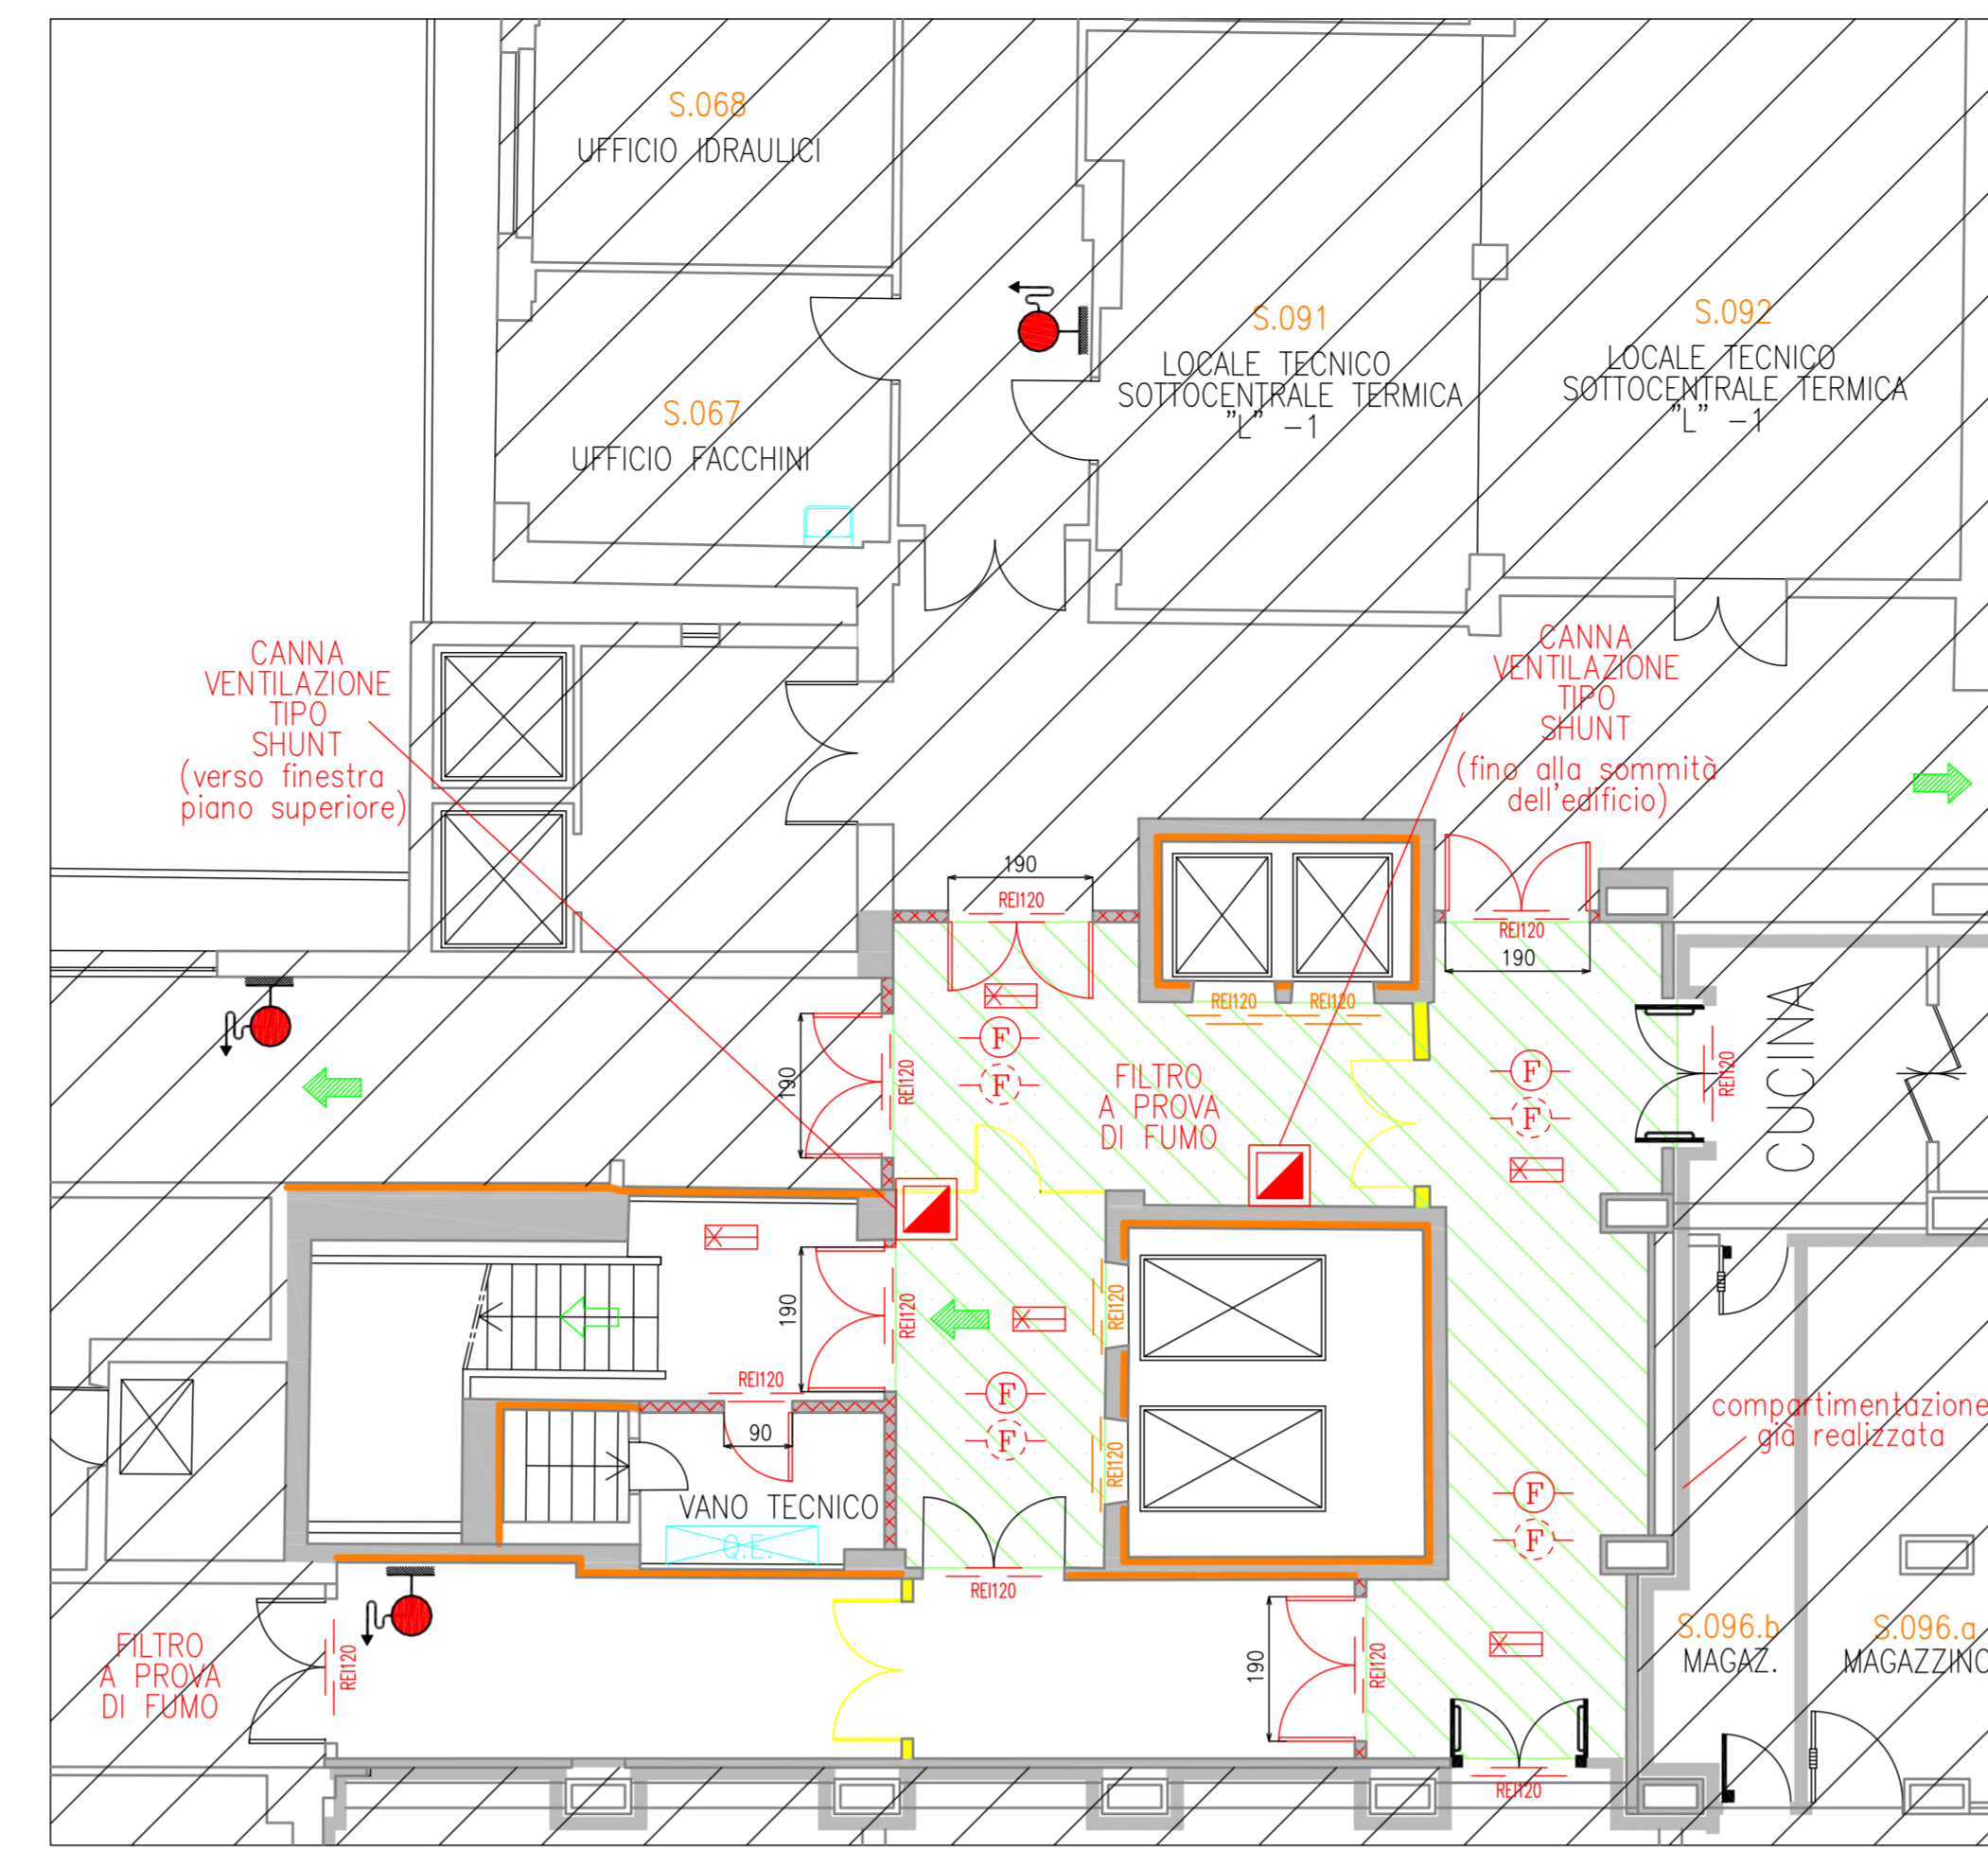 S.068
UFFICIO IDRAULICI
S.067
UFFICIO FACCHINI
S.091
LOCALE TECNICO
SOTTOCENTRALE TERMICA
"L" -1
S.092
LOCALE TECNICO
SOTTOCENTRALE TERMICA
"L" -1
CANNA
VENTILAZIONE
TIPO
SHUNT
(verso finestra
piano superiore)
CANNA
VENTILAZIONE
TIPO
SHUNT
(fino alla sommità
dell'edificio)
190
REI120
REI120
190
REI120
REI120
190
REI120
F
F
FILTRO
A PROVA
DI FUMO
F
F
REI120
CUCINA
190
REI120
REI120
REI120
90
F
F
REI120
VANO TECNICO
Q.E.
REI120
F
F
compartimentazione
già realizzata
FILTRO
A PROVA
DI FUMO
REI120
190
REI120
S.096.b
MAGAZ.
S.096.a
MAGAZZINO
REI120